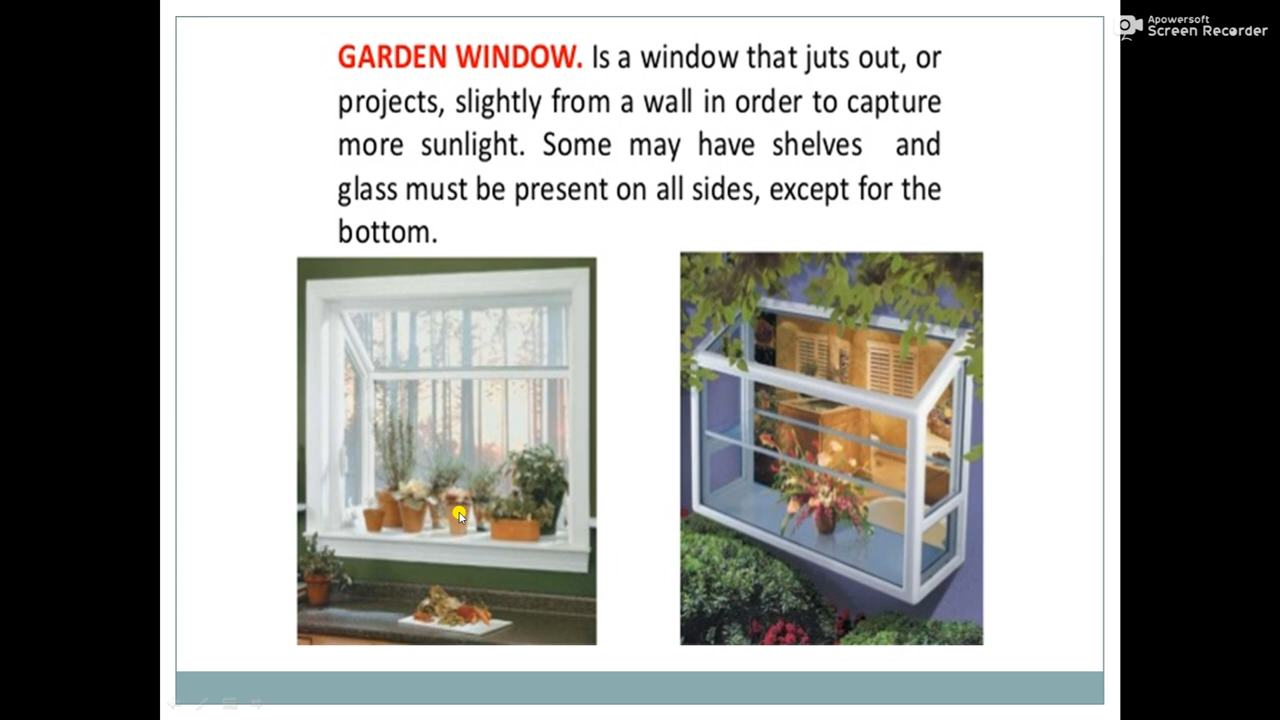 Apowersoft
Screen Recorder
GARDEN WINDOW. Is a window that juts out, or
projects, slightly from a wall in order to capture
more sunlight. Some may have shelves and
glass must be present on all sides, except for the
bottom.